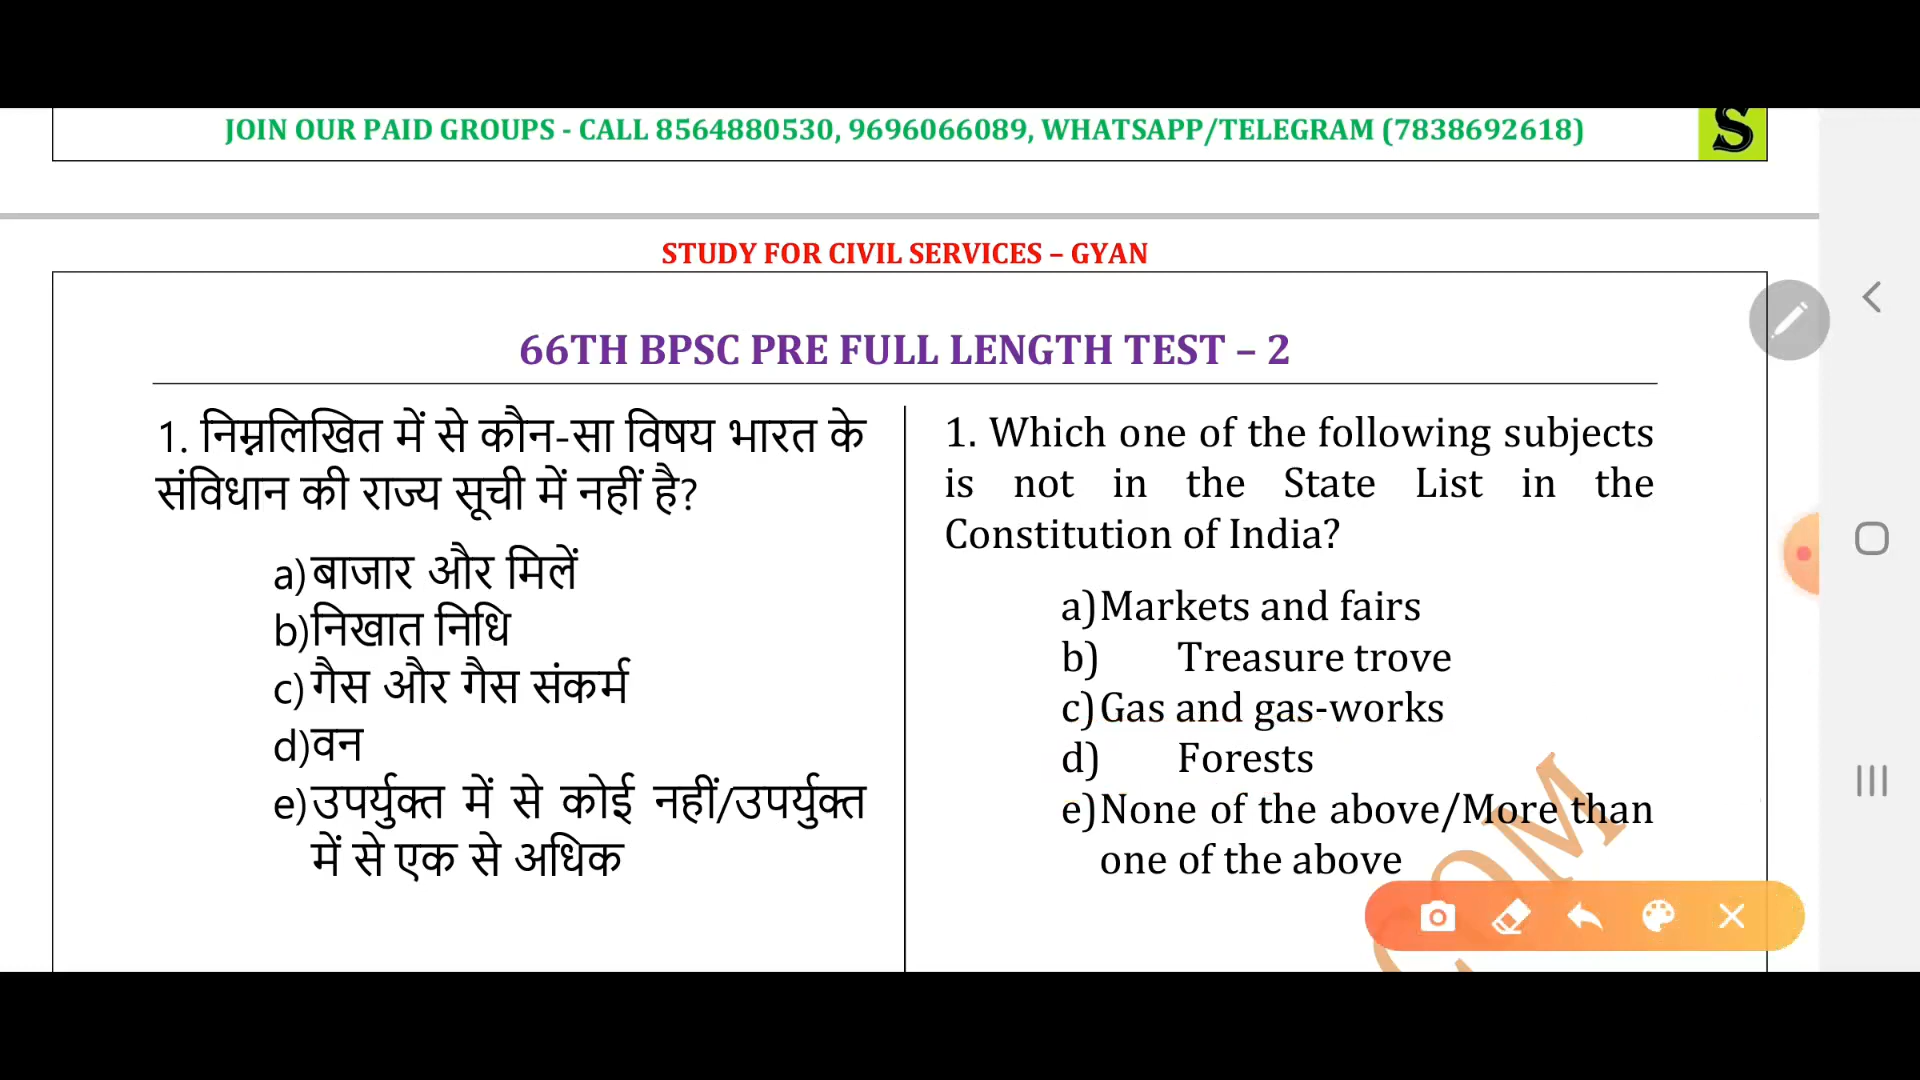 JOIN OUR PAID GROUPS - CALL 8564880530, 9696066089, WHATSAPP/TELEGRAM (7838692618)
S
STUDY FOR CIVIL SERVICES – GYAN
66TH BPSC PRE FULL LENGTH TEST – 2
1. निम्नलिखित में से कौन-सा विषय भारत के
संविधान की राज्य सूची में नहीं है?
a) बाजार और मिलें
b) निखात निधि
c) गैस और गैस संकर्म
d) वन
e) उपर्युक्त में से कोई नहीं/उपर्युक्त
में से एक से अधिक
1. Which one of the following subjects
is not in the State List in the
Constitution of India?
a) Markets and fairs
b) Treasure trove
c) Gas and gas-works
d) Forests
e) None of the above/More than
one of the above
OM